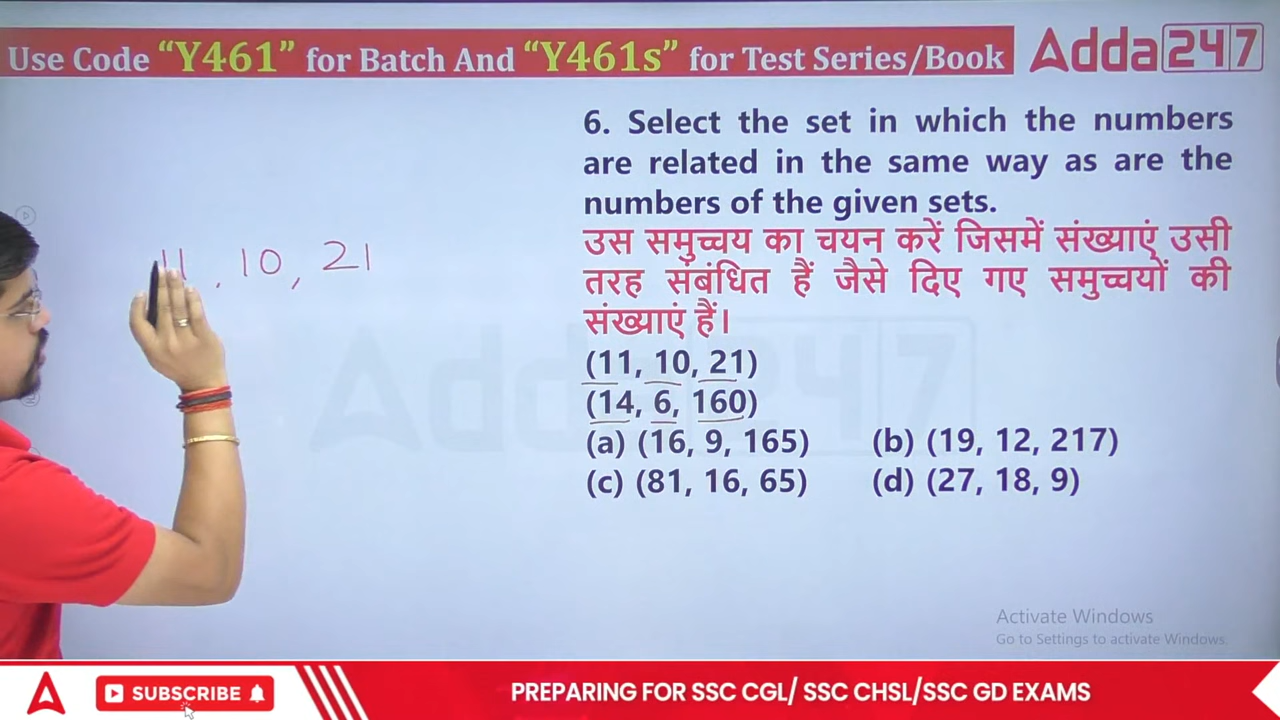 Use Code “Y461” for Batch And “Y461s” for Test Series/Book
Adda247
6. Select the set in which the numbers
are related in the same way as are the
numbers of the given sets.
उस समुच्चय का चयन करें जिसमें संख्याएं उसी
तरह संबंधित हैं जैसे दिए गए समुच्चयों की
संख्याएं हैं।
(11, 10, 21)
(14, 6, 160)
(a) (16, 9, 165) (b) (19, 12, 217)
(c) (81, 16, 65) (d) (27, 18, 9)
11, 10, 21
Adda247
Activate Windows
Go to Settings to activate Windows.
SUBSCRIBE
PREPARING FOR SSC CGL/ SSC CHSL/SSC GD EXAMS